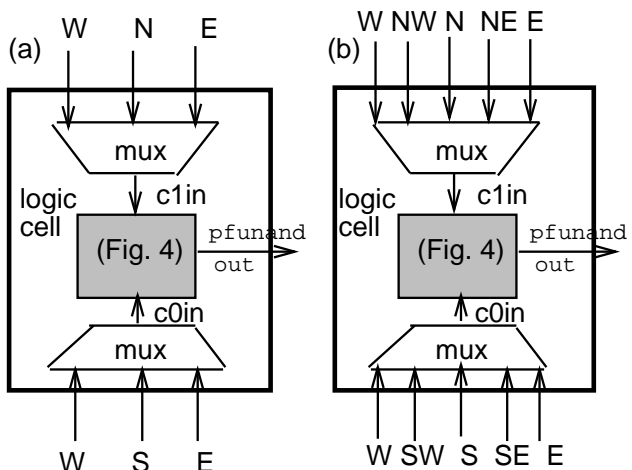 (a)
W N E
mux
c1in
logic
cell
(Fig. 4)
pfunand
out
c0in
mux
W S E
(b)
W NW N NE E
mux
c1in
logic
cell
(Fig. 4)
pfunand
out
c0in
mux
W SW S SE E